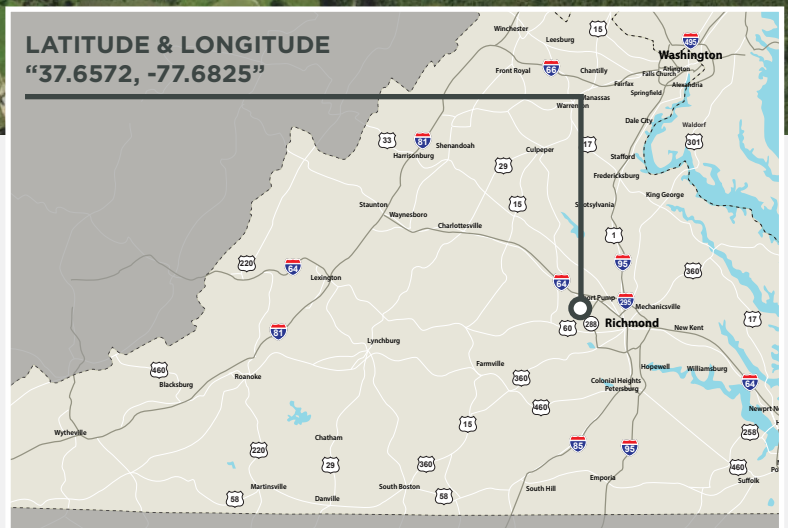 LATITUDE & LONGITUDE
“37.6572, -77.6825”
Winchester
15
Leesburg
495
Washington
Front Royal
66
Chantilly
Arlington
Falls Church
Fairfax
Alexandria
Springfield
Manassas
Warrenton
Dale City
Waldorf
33
81
Shenandoah
Harrisonburg
Culpeper
17
301
Stafford
29
Fredericksburg
King George
15
Staunton
Waynesboro
Charlottesville
1
220
64
Lexington
64
95
360
295
Mechanicsville
60
288
Richmond
17
New Kent
81
Lynchburg
Farmville
Hopewell
Williamsburg
460
Blacksburg
Roanoke
360
Colonial Heights
Petersburg
64
460
Wytheville
15
258
Chatham
85
95
220
29
360
460
Emporia
Suffolk
Martinsville
58
Danville
South Boston
58
South Hill